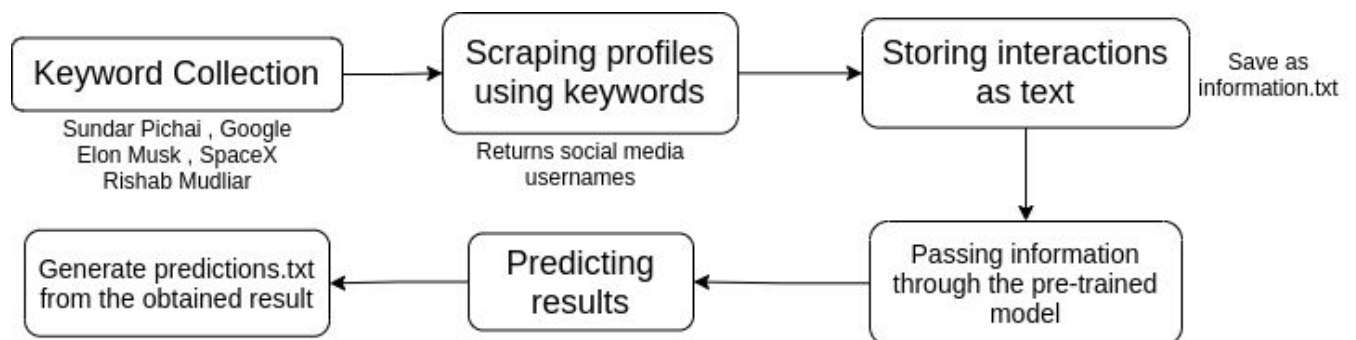 Keyword Collection
Sundar Pichai , Google
Elon Musk , SpaceX
Rishab Mudliar
Scraping profiles
using keywords
Returns social media
usernames
Storing interactions
as text
Save as
information.txt
Passing information
through the pre-trained
model
Predicting
results
Generate predictions.txt
from the obtained result